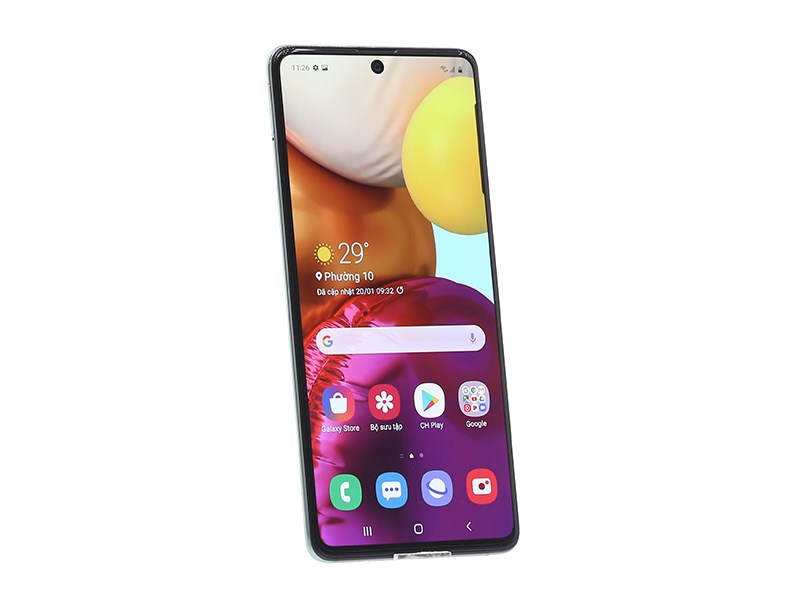 11:26
29°
Phường 10
Đã cập nhật 20/01 09:32
G
Galaxy Store
Bộ sưu tập
CH Play
Google